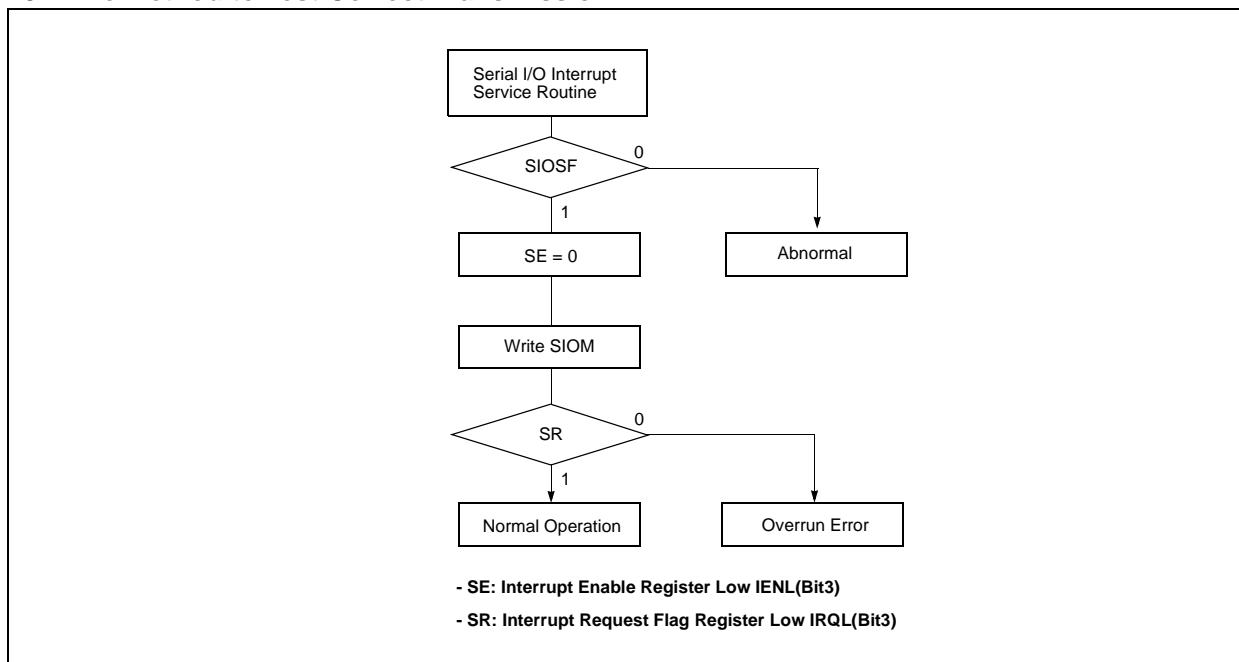 Serial I/O Interrupt
Service Routine
SIOSF
0
1
SE = 0
Abnormal
Write SIOM
SR
0
1
Normal Operation
Overrun Error
- SE: Interrupt Enable Register Low IENL(Bit3)
- SR: Interrupt Request Flag Register Low IRQL(Bit3)